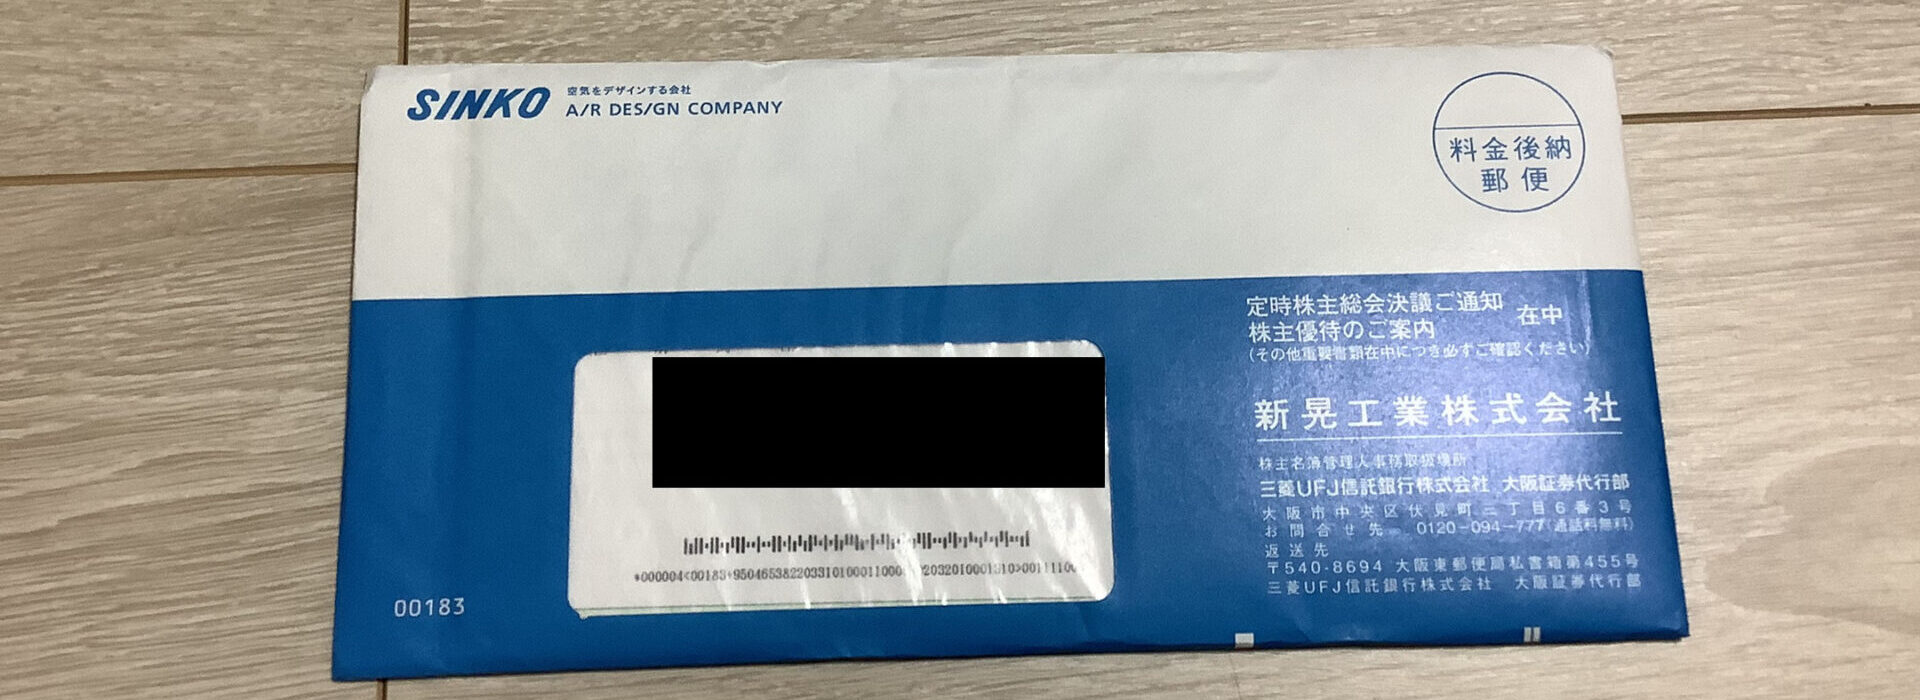 SINKO
空気をデザインする会社
A/R DES/GN COMPANY
料金後納
郵便
定時株主総会決議ご通知
株主優待のご案内
在中
(その他重要書類在中につき必ずご確認ください)
新晃工業株式会社
株主名簿管理人事務取扱場所
三菱UFJ信託銀行株式会社 大阪証券代行部
大阪市中央区伏見町三丁目6番3号
お問合せ先 0120-094-777(通話料無料)
返送先
〒540-8694 大阪東郵便局私書箱第455号
三菱UFJ信託銀行株式会社 大阪証券代行部
00183